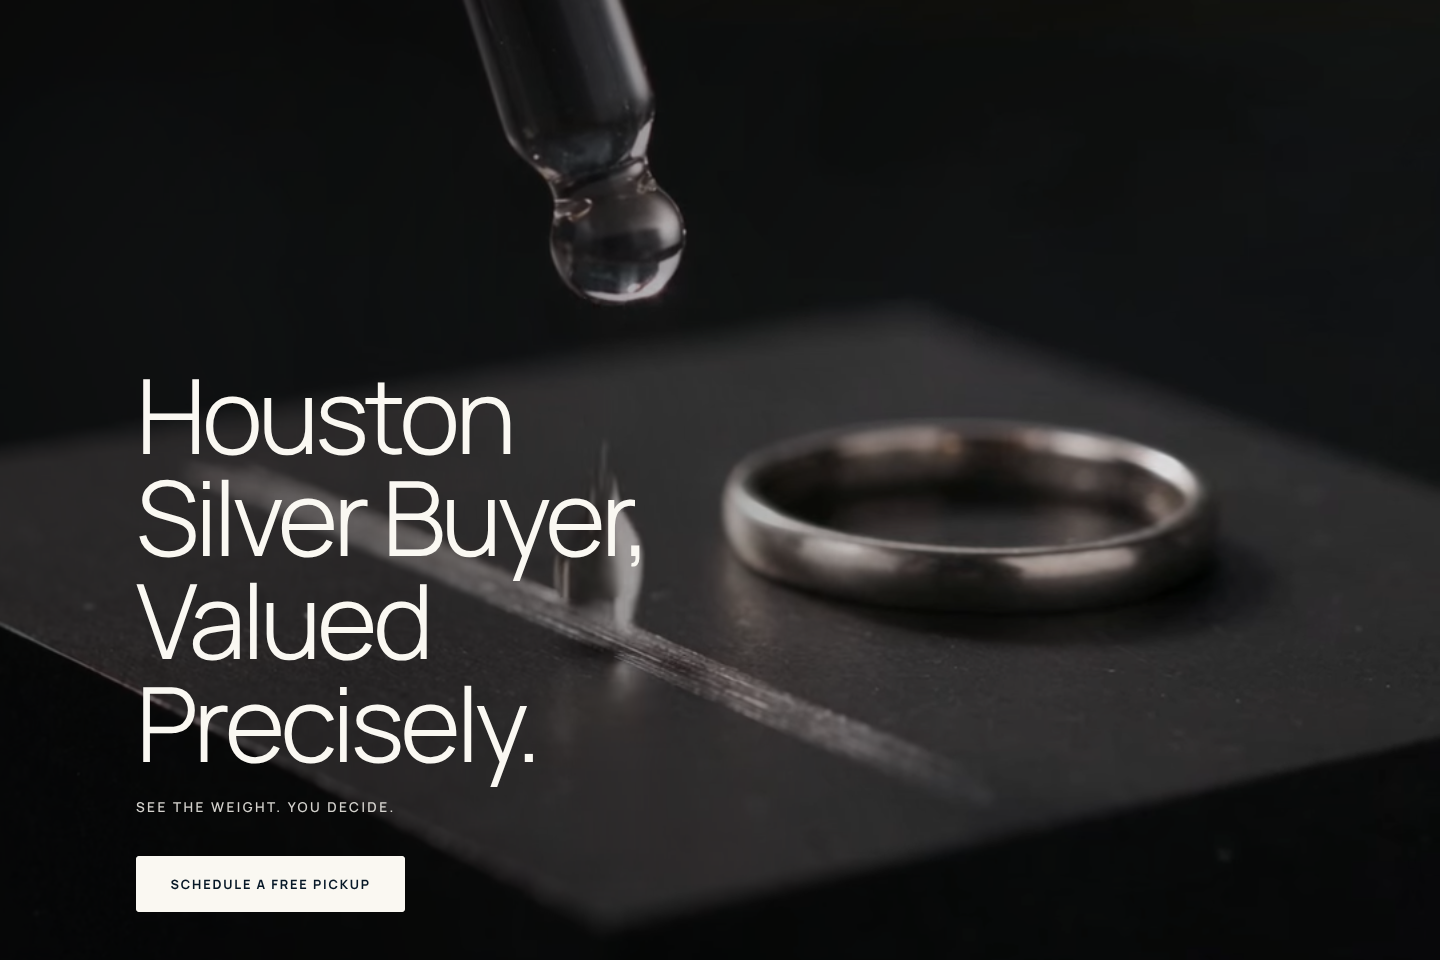 Houston
Silver Buyer,
Valued
Precisely.
SEE THE WEIGHT. YOU DECIDE.
SCHEDULE A FREE PICKUP